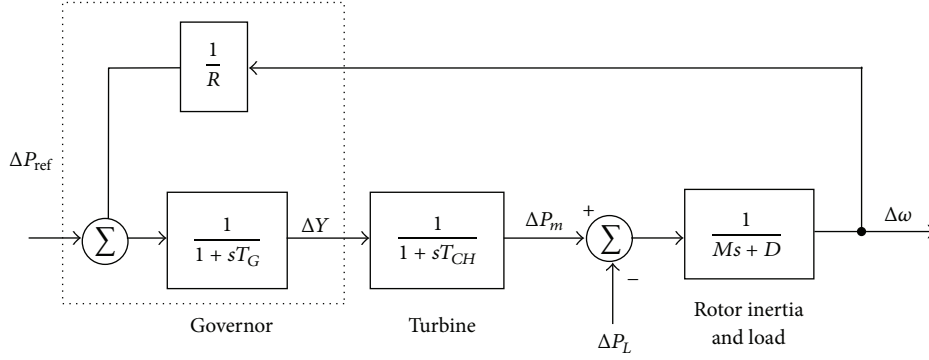 1
R
ΔP_ref
∑
1
1 + sT_G
ΔY
1
1 + sT_CH
ΔP_m
+
∑
−
1
Ms + D
Δω
ΔP_L
Governor
Turbine
Rotor inertia
and load